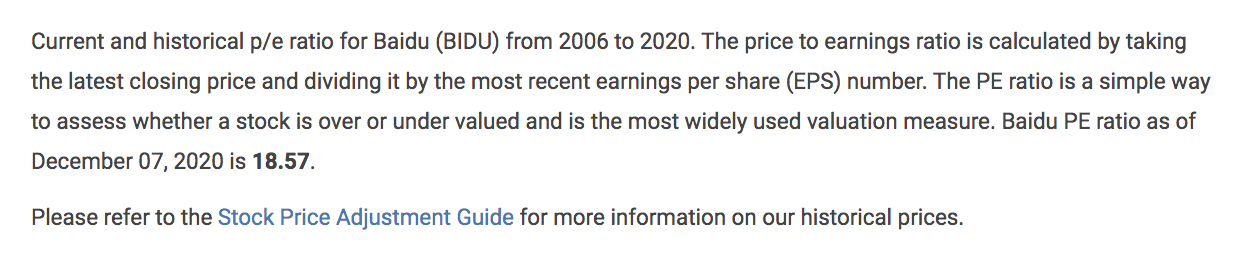 Current and historical p/e ratio for Baidu (BIDU) from 2006 to 2020. The price to earnings ratio is calculated by taking
the latest closing price and dividing it by the most recent earnings per share (EPS) number. The PE ratio is a simple way
to assess whether a stock is over or under valued and is the most widely used valuation measure. Baidu PE ratio as of
December 07, 2020 is 18.57.
Please refer to the Stock Price Adjustment Guide for more information on our historical prices.